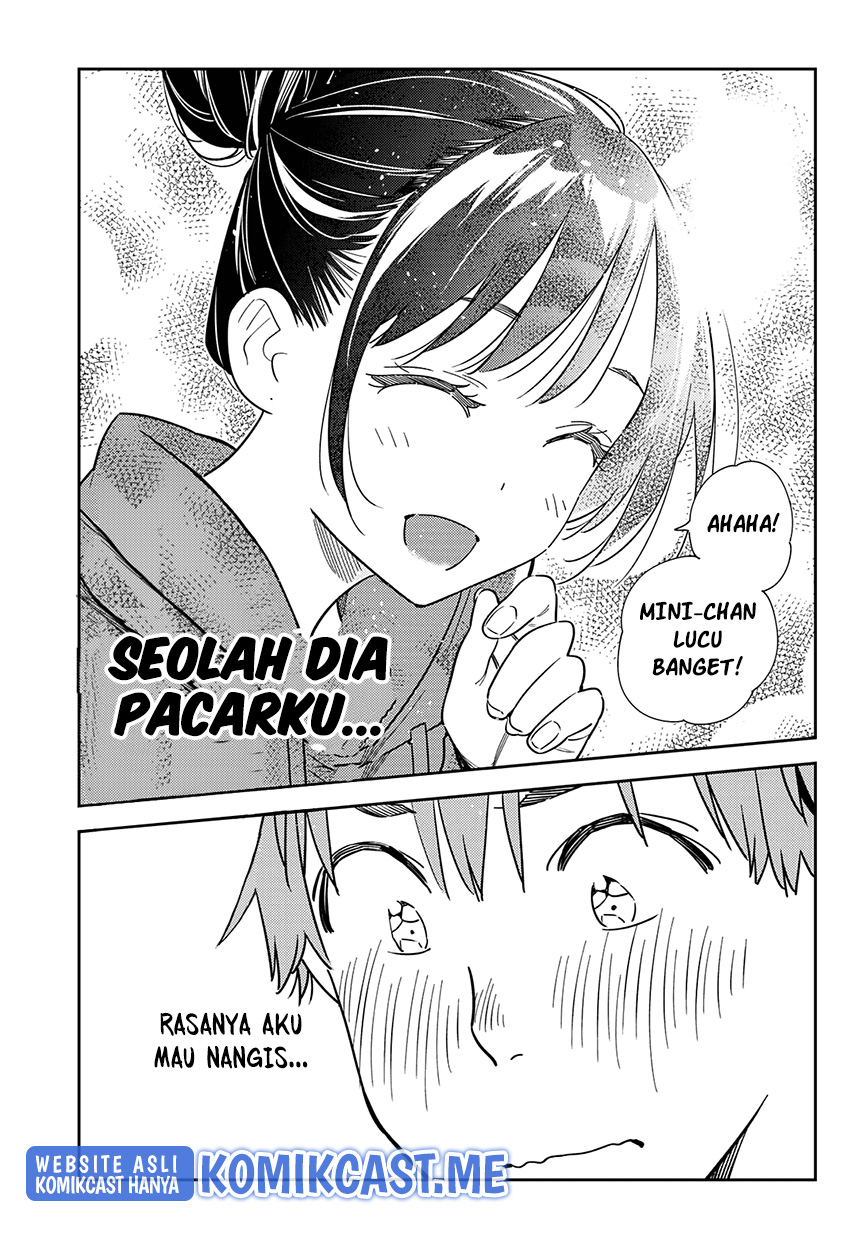 AHAHA!
MINI-CHAN
LUCU
BANGET!
SEOLAH DIA
PACARKU...
RASANYA AKU
MAU NANGIS...
WEBSITE ASLI
KOMIKCAST HANYA
KOMIKCAST.ME